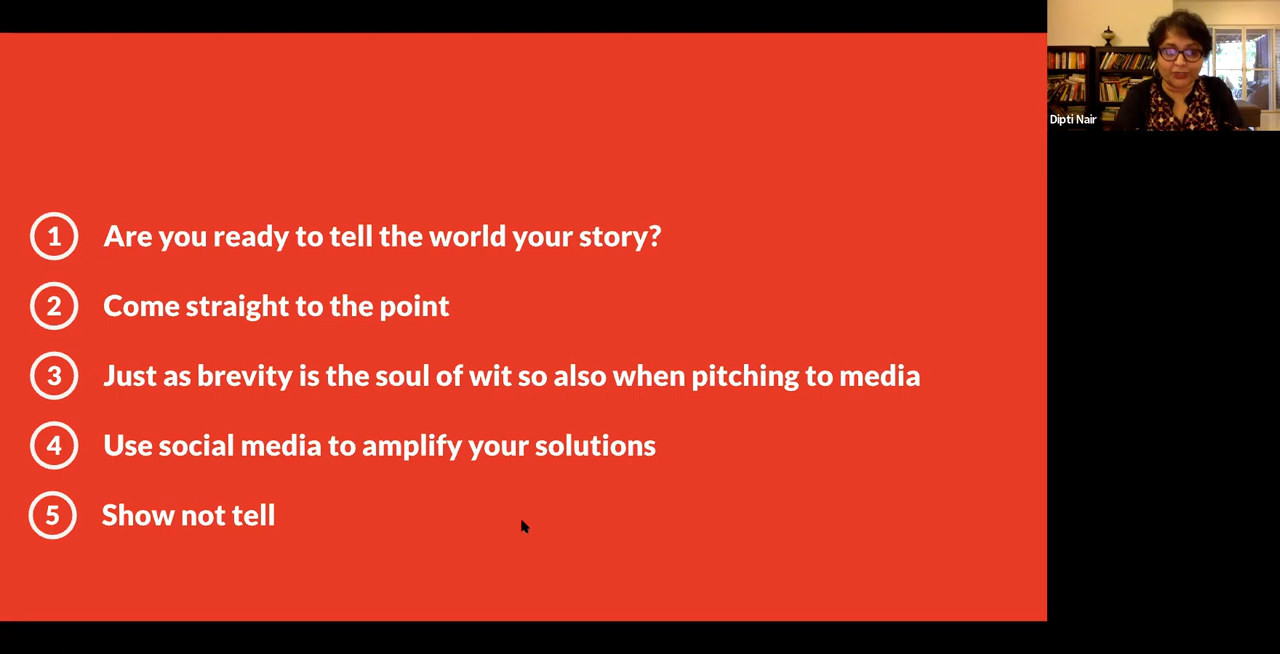 1 Are you ready to tell the world your story?
2 Come straight to the point
3 Just as brevity is the soul of wit so also when pitching to media
4 Use social media to amplify your solutions
5 Show not tell
Dipti Nair